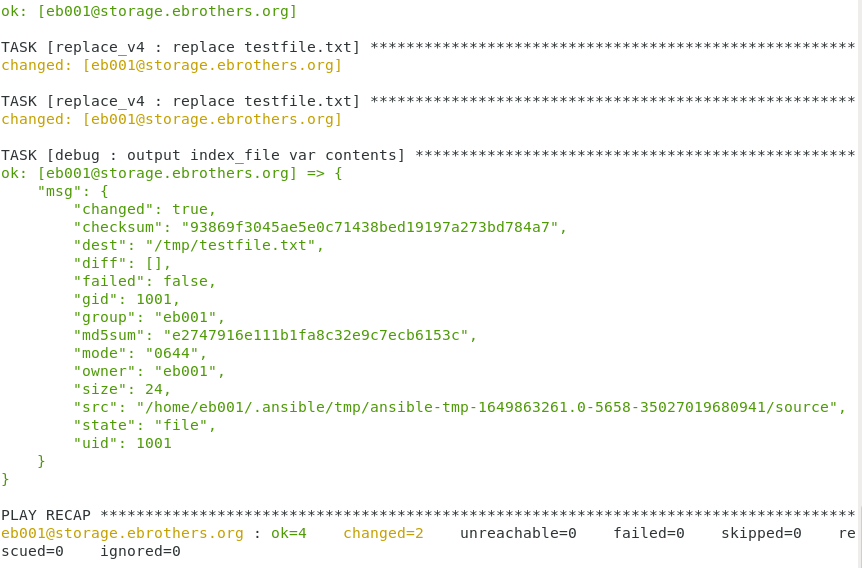 ok: [eb001@storage.ebrothers.org]
TASK [replace_v4 : replace testfile.txt] ******************************************************
changed: [eb001@storage.ebrothers.org]
TASK [replace_v4 : replace testfile.txt] ******************************************************
changed: [eb001@storage.ebrothers.org]
TASK [debug : output index_file var contents] *************************************************
ok: [eb001@storage.ebrothers.org] => {
    "msg": {
        "changed": true,
        "checksum": "93869f3045ae5e0c71438bed19197a273bd784a7",
        "dest": "/tmp/testfile.txt",
        "diff": [],
        "failed": false,
        "gid": 1001,
        "group": "eb001",
        "md5sum": "e2747916e111b1fa8c32e9c7ecb6153c",
        "mode": "0644",
        "owner": "eb001",
        "size": 24,
        "src": "/home/eb001/.ansible/tmp/ansible-tmp-1649863261.0-5658-35027019680941/source",
        "state": "file",
        "uid": 1001
    }
}
PLAY RECAP ************************************************************************************
eb001@storage.ebrothers.org : ok=4    changed=2    unreachable=0    failed=0    skipped=0    re
scued=0    ignored=0